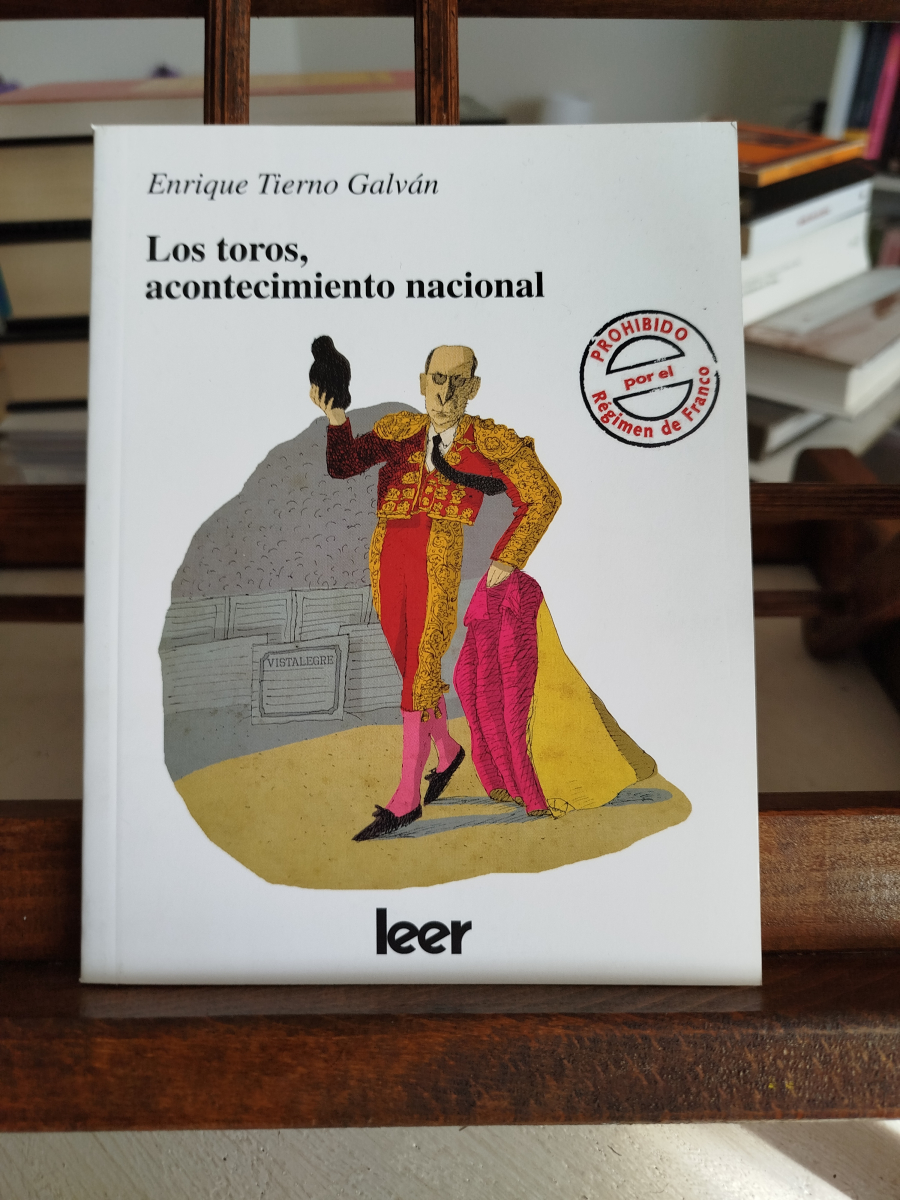 Enrique Tierno Galván
Los toros,
acontecimiento nacional
PROHIBIDO
por el
Régimen de Franco
VISTALEGRE
leer